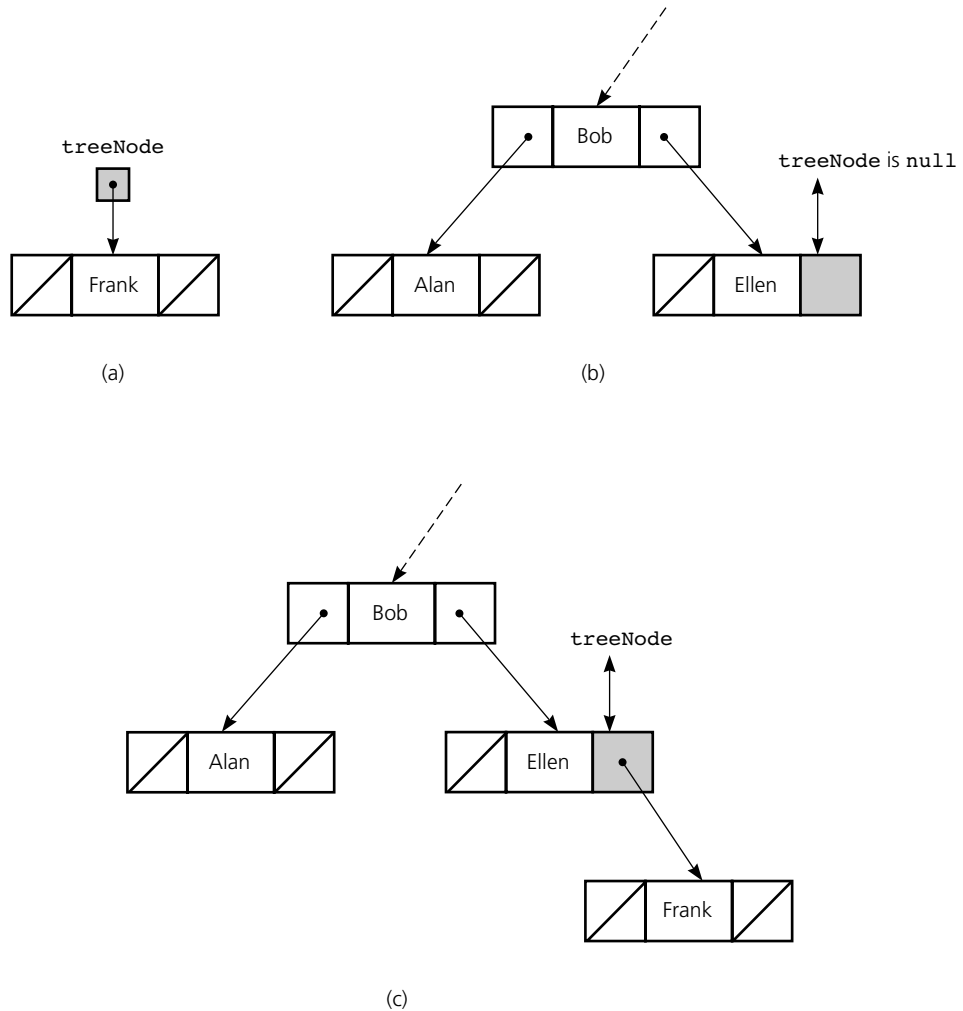 treeNode
Frank
(a)
Bob
treeNode is null
Alan
Ellen
(b)
Bob
treeNode
Alan
Ellen
Frank
(c)